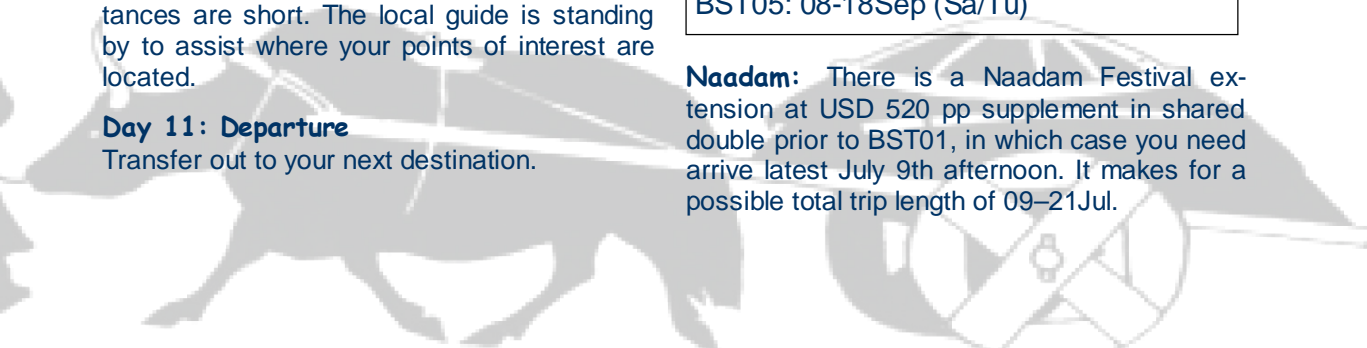 tances are short. The local guide is standing
by to assist where your points of interest are
located.
Day 11: Departure
Transfer out to your next destination.
BST05: 08-18Sep (Sa/Tu)
Naadam: There is a Naadam Festival ex-
tension at USD 520 pp supplement in shared
double prior to BST01, in which case you need
arrive latest July 9th afternoon. It makes for a
possible total trip length of 09–21Jul.